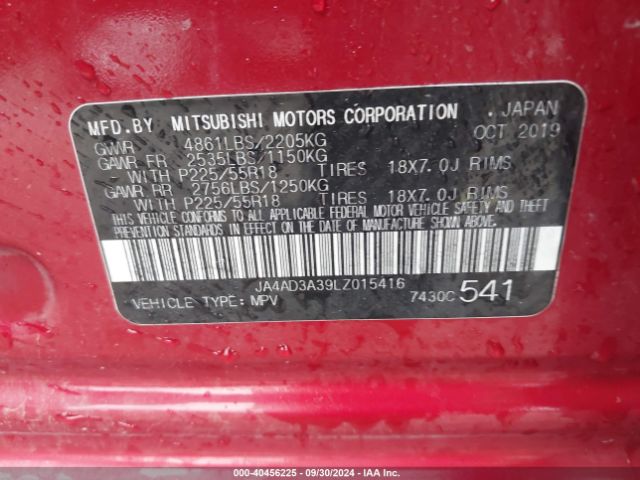 MFD.BY MITSUBISHI MOTORS CORPORATION . JAPAN
GVWR 4861LBS/2205KG OCT 2019
GAWR FR 2535LBS/1150KG
WITH P225/55R18 TIRES 18X7.0J RIMS
GAWR RR 2756LBS/1250KG
WITH P225/55R18 TIRES 18X7.0J RIMS
THIS VEHICLE CONFORMS TO ALL APPLICABLE FEDERAL MOTOR VEHICLE SAFETY AND THEFT
PREVENTION STANDARDS IN EFFECT ON THE DATE OF MANUFACTURE SHOWN ABOVE.
JA4AD3A39LZ015416
VEHICLE TYPE: MPV 7430C 541
000-40456225 - 09/30/2024 - IAA Inc.